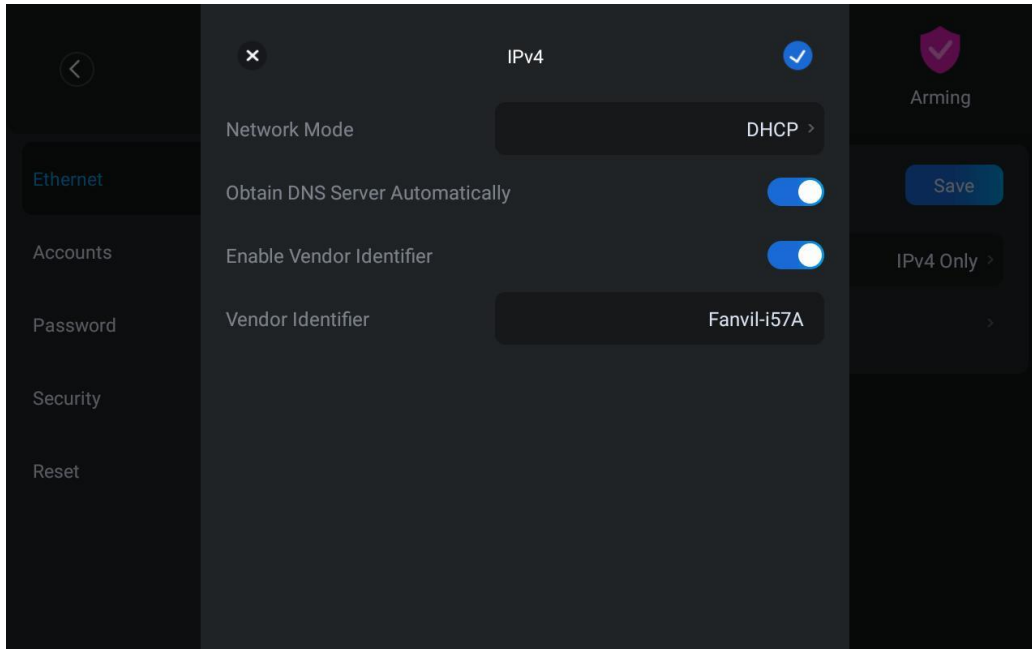 IPv4
Arming
Network Mode
DHCP
Ethernet
Obtain DNS Server Automatically
Save
Accounts
Enable Vendor Identifier
IPv4 Only
Password
Vendor Identifier
Fanvil-i57A
Security
Reset